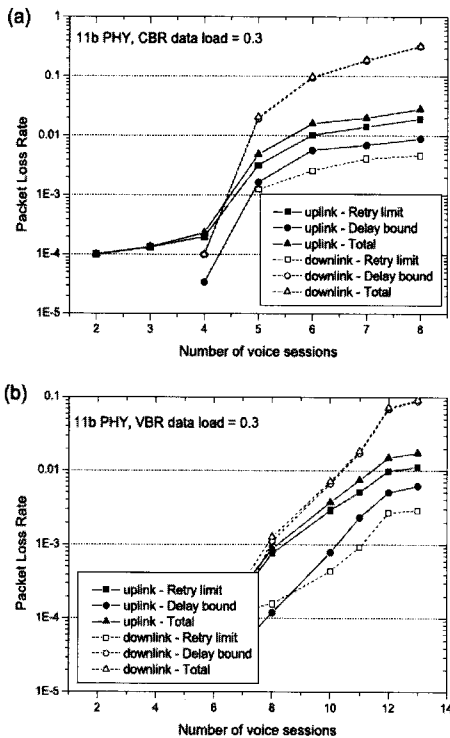 (a)
11b PHY, CBR data load = 0.3
Packet Loss Rate
1
0.1
0.01
1E-3
1E-4
1E-5
uplink - Retry limit
uplink - Delay bound
uplink - Total
downlink - Retry limit
downlink - Delay bound
downlink - Total
2 3 4 5 6 7 8
Number of voice sessions
(b)
11b PHY, VBR data load = 0.3
Packet Loss Rate
0.1
0.01
1E-3
1E-4
1E-5
uplink - Retry limit
uplink - Delay bound
uplink - Total
downlink - Retry limit
downlink - Delay bound
downlink - Total
2 4 6 8 10 12 14
Number of voice sessions